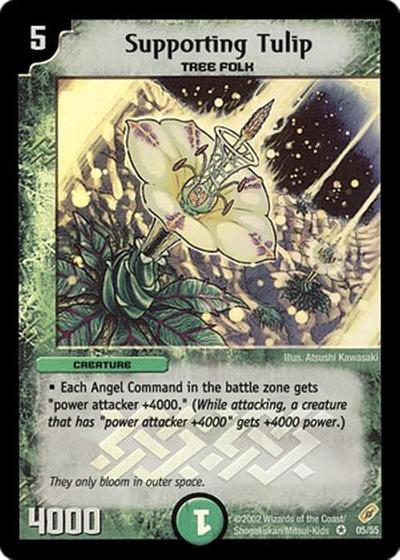 5
Supporting Tulip
TREE FOLK
Illus. Atsushi Kawasaki
CREATURE
▪ Each Angel Command in the battle zone gets
"power attacker +4000." (While attacking, a creature
that has "power attacker +4000" gets +4000 power.)
They only bloom in outer space.
4000
1
©2002 Wizards of the Coast/
Shogakukan/Mitsui-Kids
05/55